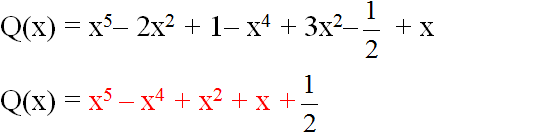 Q(x) = x⁵– 2x² + 1– x⁴ + 3x²– 1/2 + x
Q(x) = x⁵ – x⁴ + x² + x + 1/2